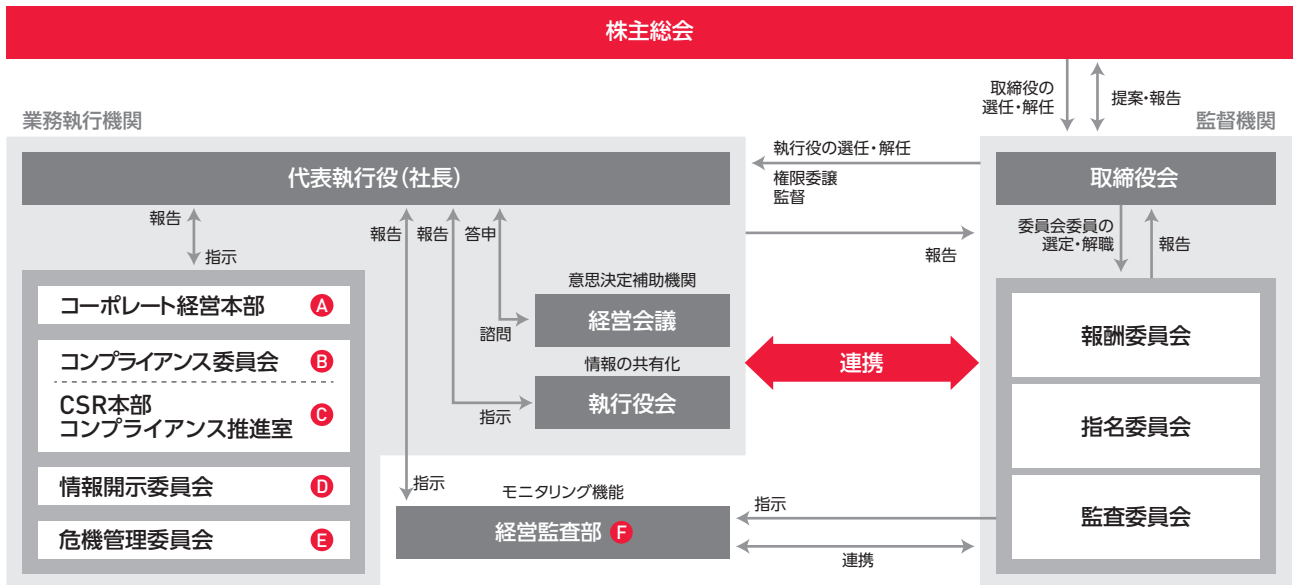 株主総会
取締役の
選任・解任
提案・報告
業務執行機関
監督機関
代表執行役(社長)
執行役の選任・解任
権限委譲
監督
取締役会
報告
指示
報告
報告
答申
報告
委員会委員の
選定・解職
報告
コーポレート経営本部 A
コンプライアンス委員会 B
CSR本部
コンプライアンス推進室 C
情報開示委員会 D
危機管理委員会 E
意思決定補助機関
経営会議
諮問
情報の共有化
執行役会
指示
連携
報酬委員会
指名委員会
監査委員会
指示
モニタリング機能
経営監査部 F
指示
連携